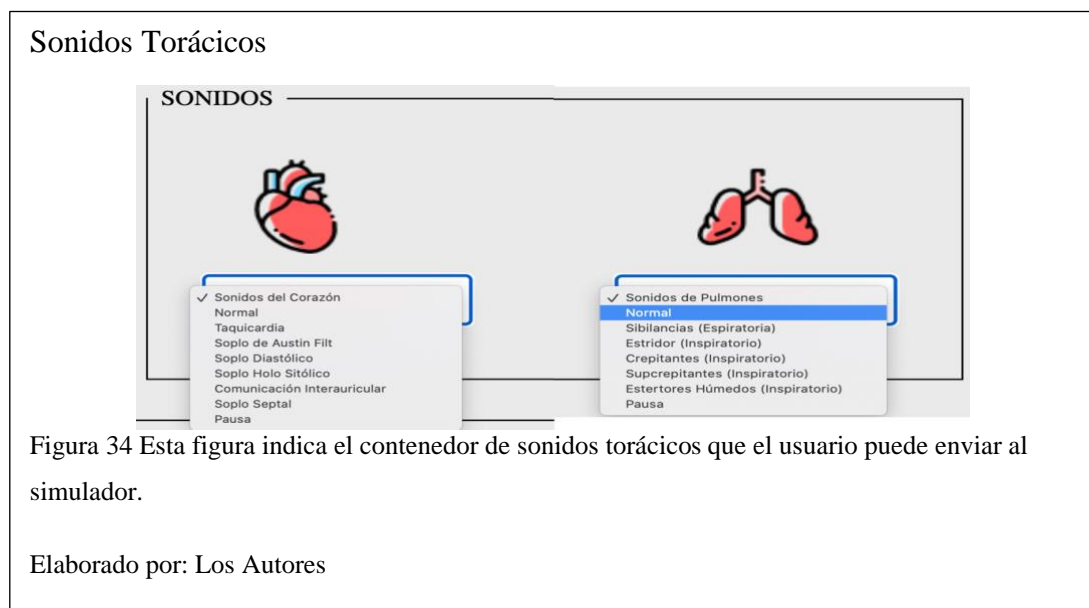 Sonidos Torácicos
SONIDOS
✓ Sonidos del Corazón
Normal
Taquicardia
Soplo de Austin Filt
Soplo Diastólico
Soplo Holo Sitólico
Comunicación Interauricular
Soplo Septal
Pausa
✓ Sonidos de Pulmones
Normal
Sibilancias (Espiratoria)
Estridor (Inspiratorio)
Crepitantes (Inspiratorio)
Supcrepitantes (Inspiratorio)
Estertores Húmedos (Inspiratorio)
Pausa
Figura 34 Esta figura indica el contenedor de sonidos torácicos que el usuario puede enviar al
simulador.
Elaborado por: Los Autores